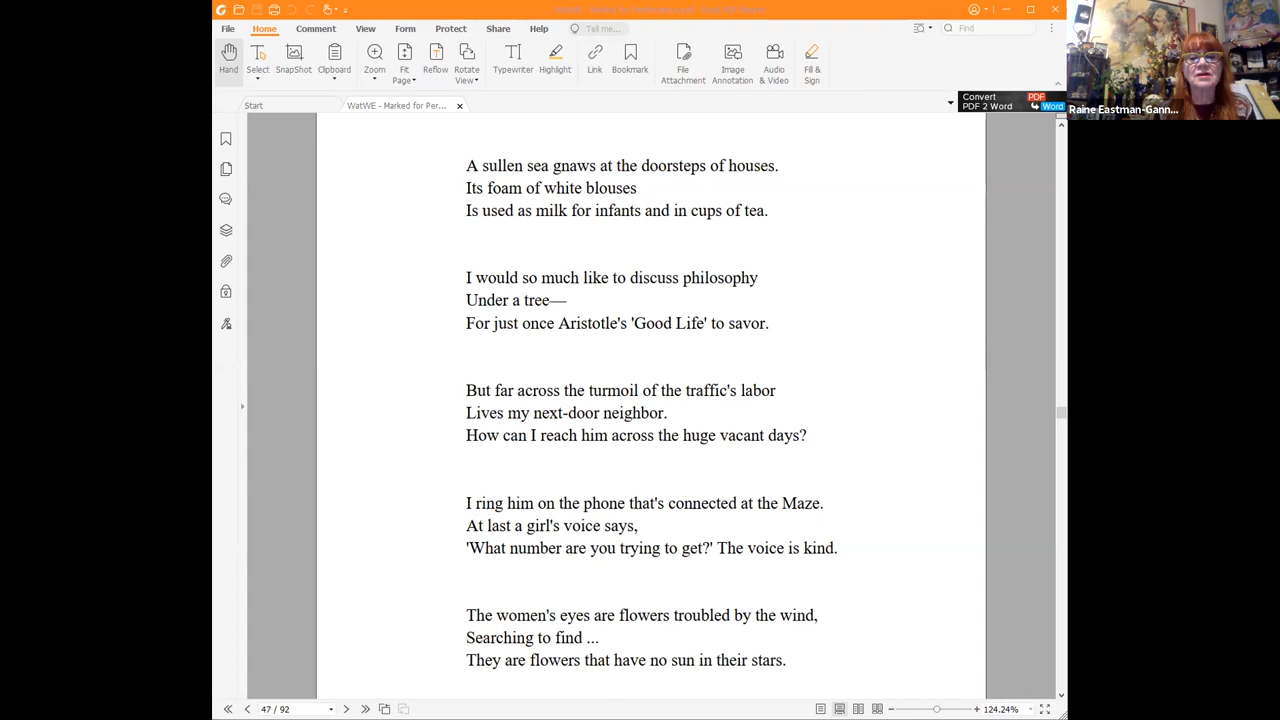 File Home Comment View Form Protect Share Help Tell me... Find
Hand Select SnapShot Clipboard Zoom Fit Page Reflow Rotate View Typewriter Highlight Link Bookmark File Attachment Image Annotation Audio & Video Fill & Sign
Start WatWE - Marked for Per... Convert PDF 2 Word PDF Word
Raine Eastman-Gann...
A sullen sea gnaws at the doorsteps of houses.
Its foam of white blouses
Is used as milk for infants and in cups of tea.
I would so much like to discuss philosophy
Under a tree—
For just once Aristotle's 'Good Life' to savor.
But far across the turmoil of the traffic's labor
Lives my next-door neighbor.
How can I reach him across the huge vacant days?
I ring him on the phone that's connected at the Maze.
At last a girl's voice says,
'What number are you trying to get?' The voice is kind.
The women's eyes are flowers troubled by the wind,
Searching to find ...
They are flowers that have no sun in their stars.
47 / 92 124.24%